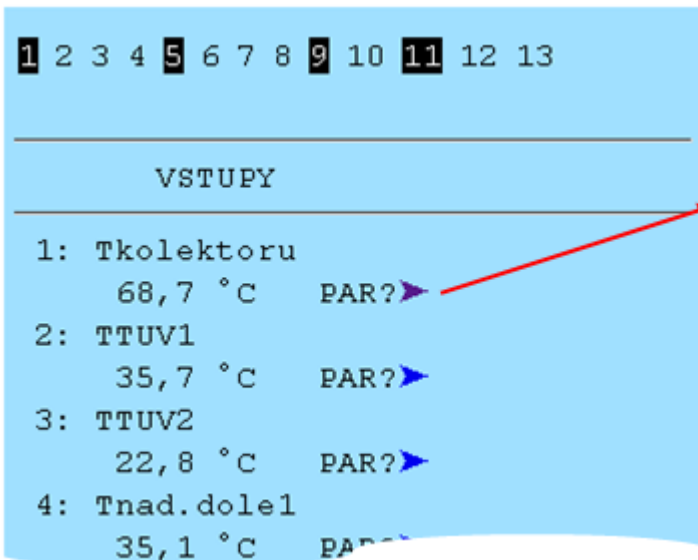 1 2 3 4 5 6 7 8 9 10 11 12 13
VSTUPY
1: Tkolektoru
68,7 °C PAR?
2: TTUV1
35,7 °C PAR?
3: TTUV2
22,8 °C PAR?
4: Tnad.dole1
35,1 °C